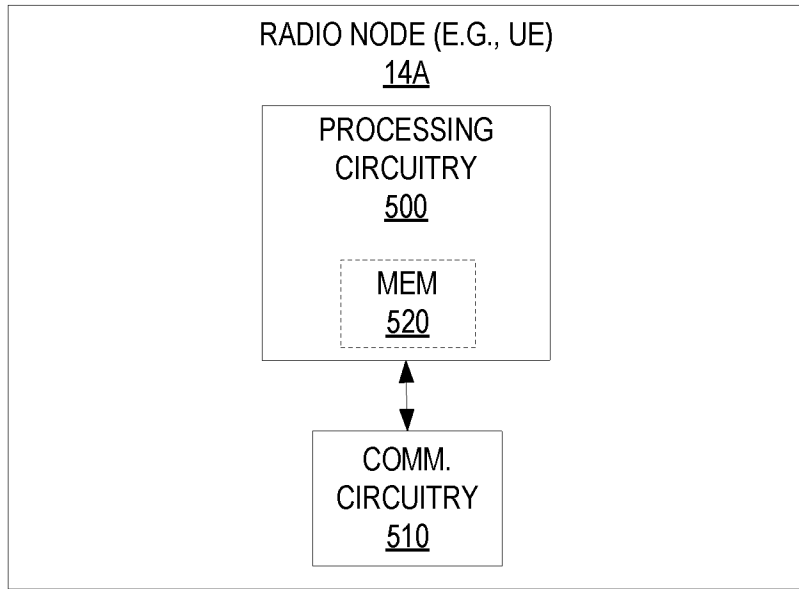 RADIO NODE (E.G., UE)
14A
PROCESSING
CIRCUITRY
500
MEM
520
COMM.
CIRCUITRY
510